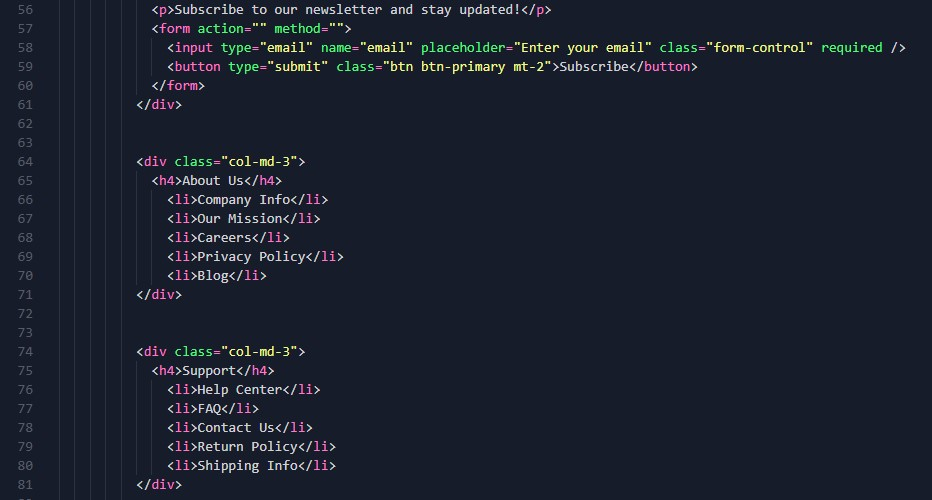 56 <p>Subscribe to our newsletter and stay updated!</p>
57 <form action="" method="">
58 <input type="email" name="email" placeholder="Enter your email" class="form-control" required />
59 <button type="submit" class="btn btn-primary mt-2">Subscribe</button>
60 </form>
61 </div>
62
63
64 <div class="col-md-3">
65 <h4>About Us</h4>
66 <li>Company Info</li>
67 <li>Our Mission</li>
68 <li>Careers</li>
69 <li>Privacy Policy</li>
70 <li>Blog</li>
71 </div>
72
73
74 <div class="col-md-3">
75 <h4>Support</h4>
76 <li>Help Center</li>
77 <li>FAQ</li>
78 <li>Contact Us</li>
79 <li>Return Policy</li>
80 <li>Shipping Info</li>
81 </div>